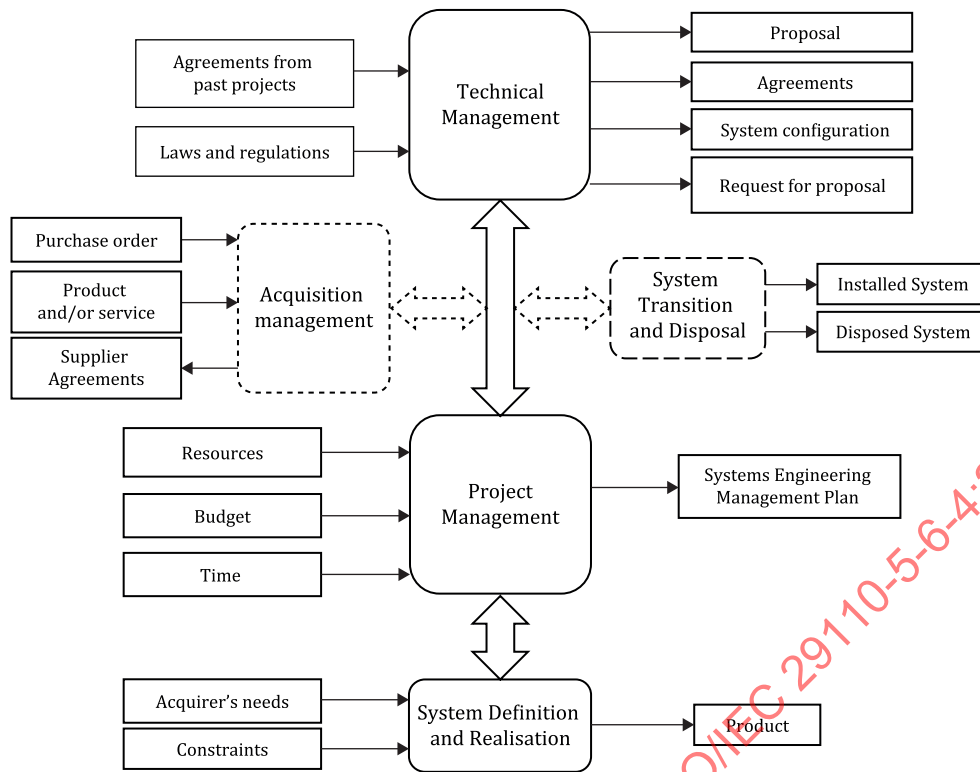 Agreements from
past projects
Laws and regulations
Technical
Management
Proposal
Agreements
System configuration
Request for proposal
Purchase order
Product
and/or service
Supplier
Agreements
Acquisition
management
System
Transition
and Disposal
Installed System
Disposed System
Resources
Budget
Time
Project
Management
Systems Engineering
Management Plan
Acquirer's needs
Constraints
System Definition
and Realisation
Product
O/IEC 29110-5-6-4: